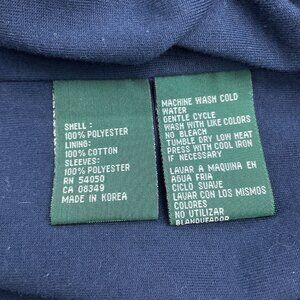 SHELL :
100% POLYESTER
LINING:
100% COTTON
SLEEVES:
100% POLYESTER
RN 54050
CA 08349
MADE IN KOREA
MACHINE WASH COLD
WATER
GENTLE CYCLE
WASH WITH LIKE COLORS
NO BLEACH
TUMBLE DRY LOW HEAT
PRESS WITH COOL IRON
IF NECESSARY
LAVAR A MAQUINA EN
AGUA FRIA
CICLO SUAVE
LAVAR CON LOS MISMOS
COLORES
NO UTILIZAR
BLANQUEADOR